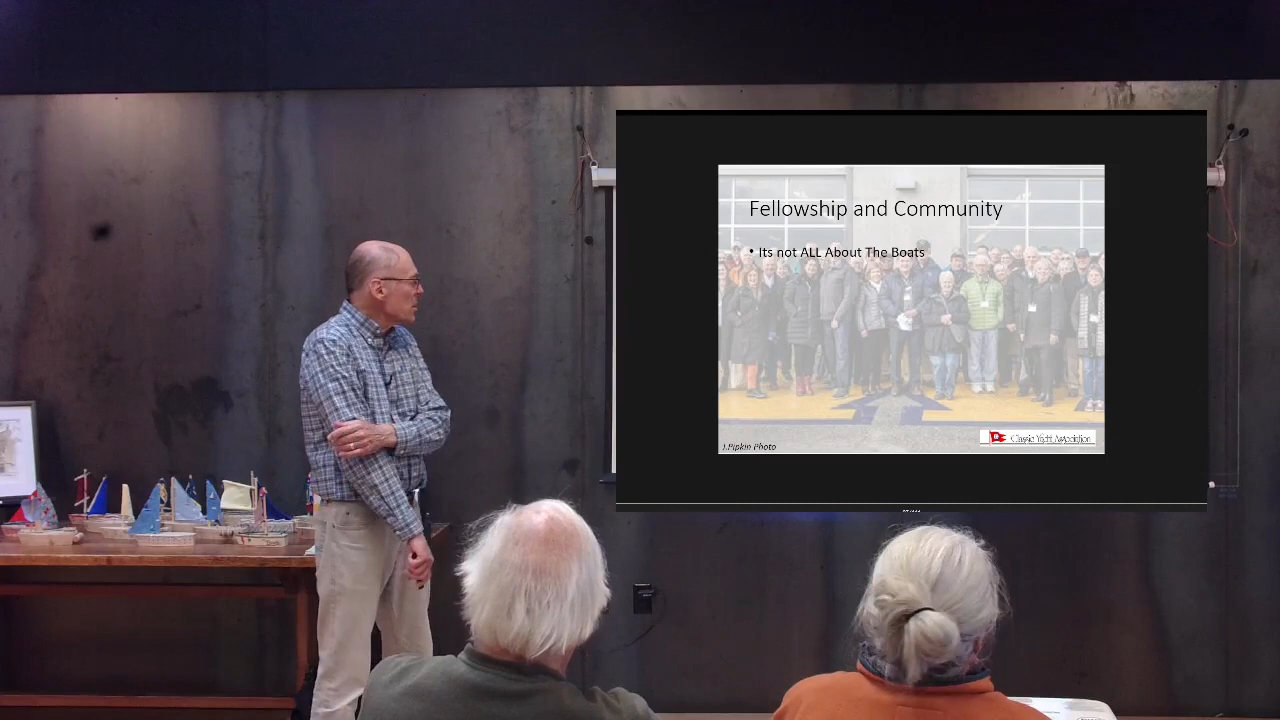 Fellowship and Community
• Its not ALL About The Boats
J.Pipkin Photo
Classic Yacht Association